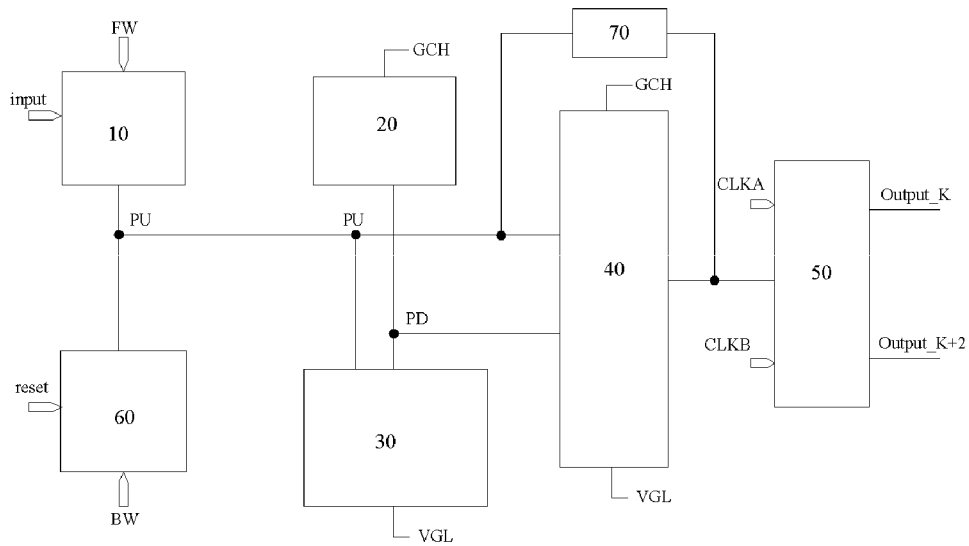 FW
GCH
70
input
10
20
GCH
CLKA
Output_K
PU
PU
40
50
PD
CLKB
Output_K+2
reset
60
30
VGL
BW
VGL